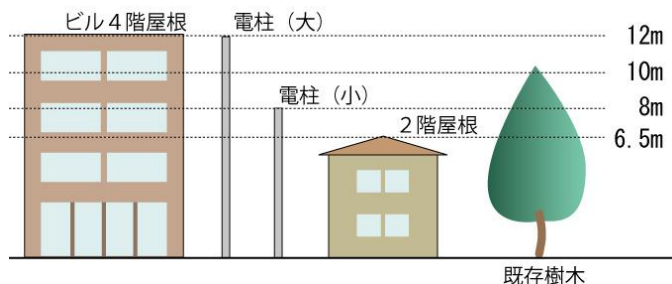 ビル4階屋根
電柱（大）
12m
10m
電柱（小）
8m
２階屋根
6.5m
既存樹木